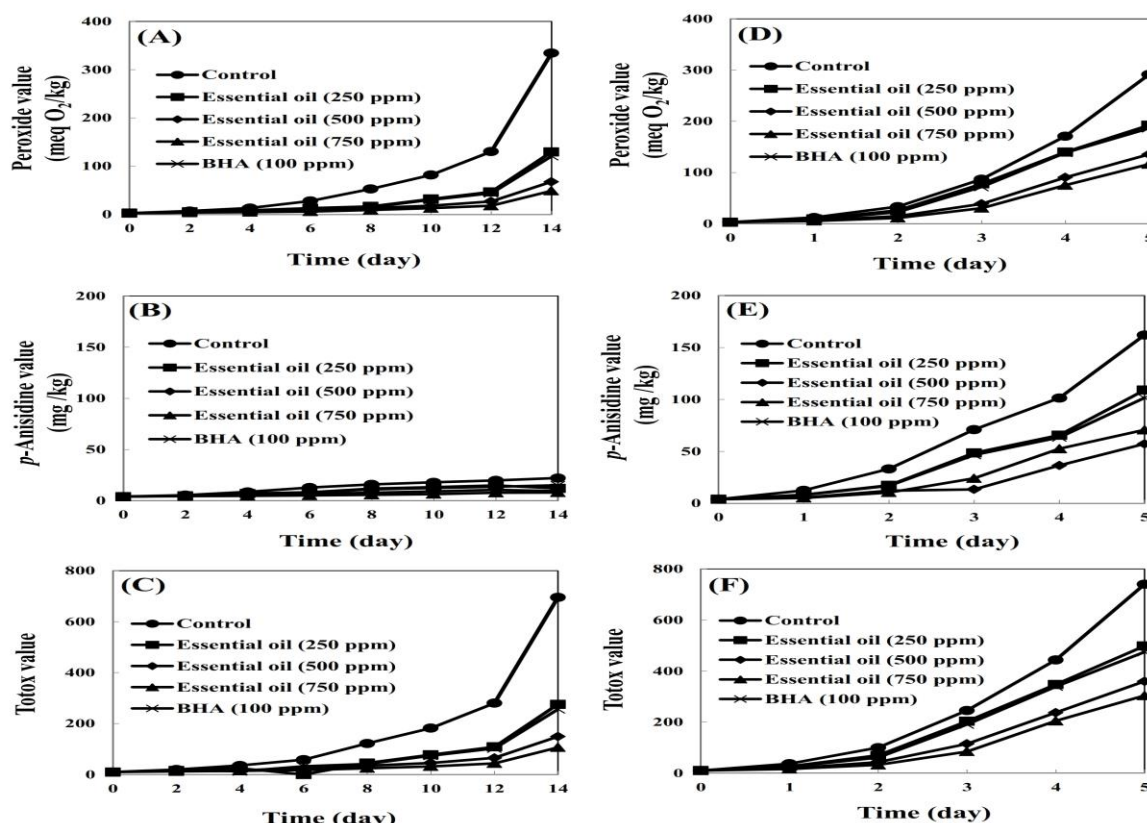 Peroxide value
(meq O₂/kg)
400
300
200
100
0
(A)
Control
Essential oil (250 ppm)
Essential oil (500 ppm)
Essential oil (750 ppm)
BHA (100 ppm)
0 2 4 6 8 10 12 14
Time (day)
Peroxide value
(meq O₂/kg)
400
300
200
100
0
(D)
Control
Essential oil (250 ppm)
Essential oil (500 ppm)
Essential oil (750 ppm)
BHA (100 ppm)
0 1 2 3 4 5
Time (day)
p-Anisidine value
(mg /kg)
200
150
100
50
0
(B)
Control
Essential oil (250 ppm)
Essential oil (500 ppm)
Essential oil (750 ppm)
BHA (100 ppm)
0 2 4 6 8 10 12 14
Time (day)
p-Anisidine value
(mg /kg)
200
150
100
50
0
(E)
Control
Essential oil (250 ppm)
Essential oil (500 ppm)
Essential oil (750 ppm)
BHA (100 ppm)
0 1 2 3 4 5
Time (day)
Totox value
800
600
400
200
0
(C)
Control
Essential oil (250 ppm)
Essential oil (500 ppm)
Essential oil (750 ppm)
BHA (100 ppm)
0 2 4 6 8 10 12 14
Time (day)
Totox value
800
600
400
200
0
(F)
Control
Essential oil (250 ppm)
Essential oil (500 ppm)
Essential oil (750 ppm)
BHA (100 ppm)
0 1 2 3 4 5
Time (day)